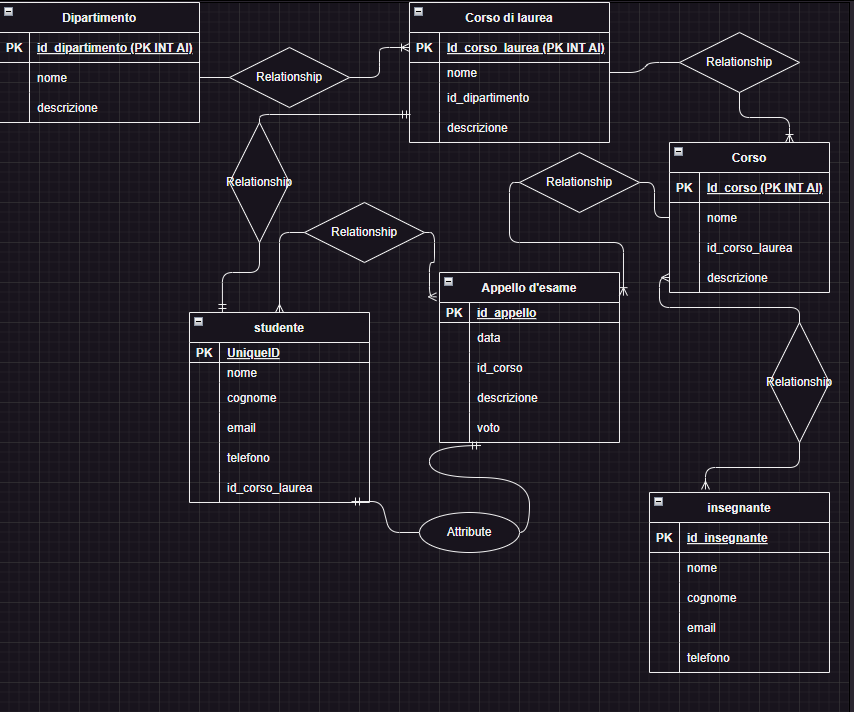 Dipartimento
PK id_dipartimento (PK INT AI)
nome
descrizione
Relationship
Corso di laurea
PK Id_corso_laurea (PK INT AI)
nome
id_dipartimento
descrizione
Relationship
Relationship
Relationship
Corso
PK Id_corso (PK INT AI)
nome
id_corso_laurea
descrizione
Relationship
Appello d'esame
PK id_appello
data
id_corso
descrizione
voto
studente
PK UniqueID
nome
cognome
email
telefono
id_corso_laurea
Relationship
Attribute
insegnante
PK id_insegnante
nome
cognome
email
telefono